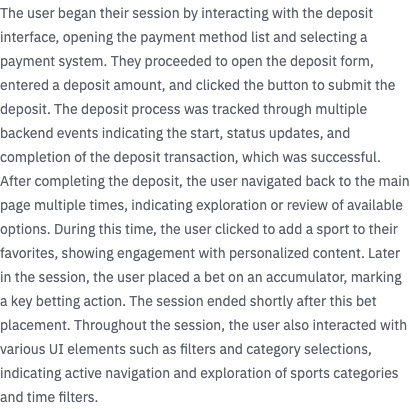 The user began their session by interacting with the deposit
interface, opening the payment method list and selecting a
payment system. They proceeded to open the deposit form,
entered a deposit amount, and clicked the button to submit the
deposit. The deposit process was tracked through multiple
backend events indicating the start, status updates, and
completion of the deposit transaction, which was successful.
After completing the deposit, the user navigated back to the main
page multiple times, indicating exploration or review of available
options. During this time, the user clicked to add a sport to their
favorites, showing engagement with personalized content. Later
in the session, the user placed a bet on an accumulator, marking
a key betting action. The session ended shortly after this bet
placement. Throughout the session, the user also interacted with
various UI elements such as filters and category selections,
indicating active navigation and exploration of sports categories
and time filters.